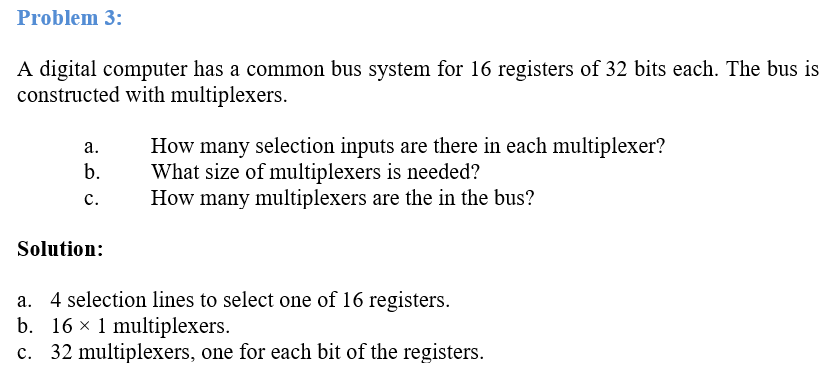 Problem 3:
A digital computer has a common bus system for 16 registers of 32 bits each. The bus is
constructed with multiplexers.
a. How many selection inputs are there in each multiplexer?
b. What size of multiplexers is needed?
c. How many multiplexers are the in the bus?
Solution:
a. 4 selection lines to select one of 16 registers.
b. 16 × 1 multiplexers.
c. 32 multiplexers, one for each bit of the registers.